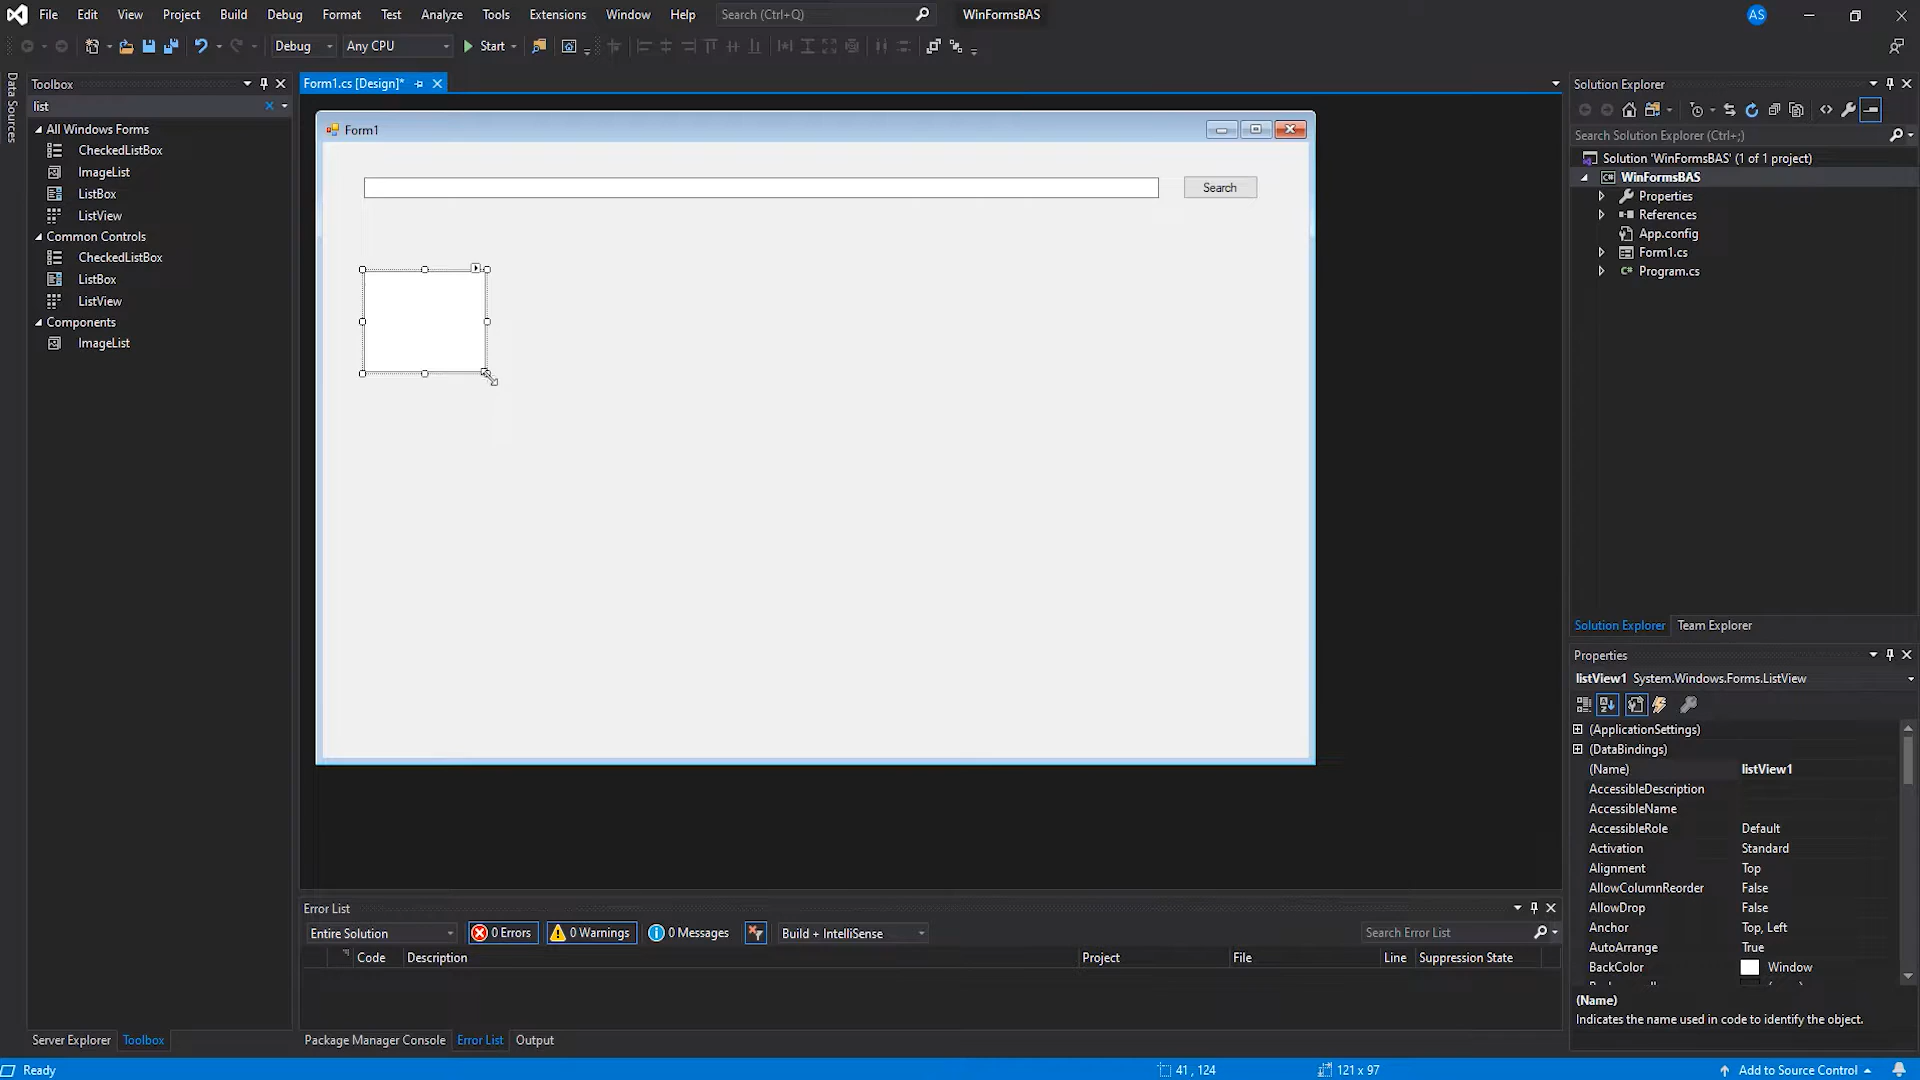 File Edit View Project Build Debug Format Test Analyze Tools Extensions Window Help Search (Ctrl+Q) WinFormsBAS AS
Debug Any CPU Start
Data Sources
Toolbox
list
All Windows Forms
CheckedListBox
ImageList
ListBox
ListView
Common Controls
CheckedListBox
ListBox
ListView
Components
ImageList
Server Explorer Toolbox
Form1.cs [Design]*
Form1
Search
Error List
Entire Solution 0 Errors 0 Warnings 0 Messages Build + IntelliSense Search Error List
Code Description Project File Line Suppression State
Package Manager Console Error List Output
Solution Explorer
Search Solution Explorer (Ctrl+;)
Solution 'WinFormsBAS' (1 of 1 project)
C# WinFormsBAS
Properties
References
App.config
Form1.cs
C# Program.cs
Solution Explorer Team Explorer
Properties
listView1 System.Windows.Forms.ListView
(ApplicationSettings)
(DataBindings)
(Name) listView1
AccessibleDescription
AccessibleName
AccessibleRole Default
Activation Standard
Alignment Top
AllowColumnReorder False
AllowDrop False
Anchor Top, Left
AutoArrange True
BackColor Window
(Name)
Indicates the name used in code to identify the object.
Ready 41 , 124 121 x 97 Add to Source Control